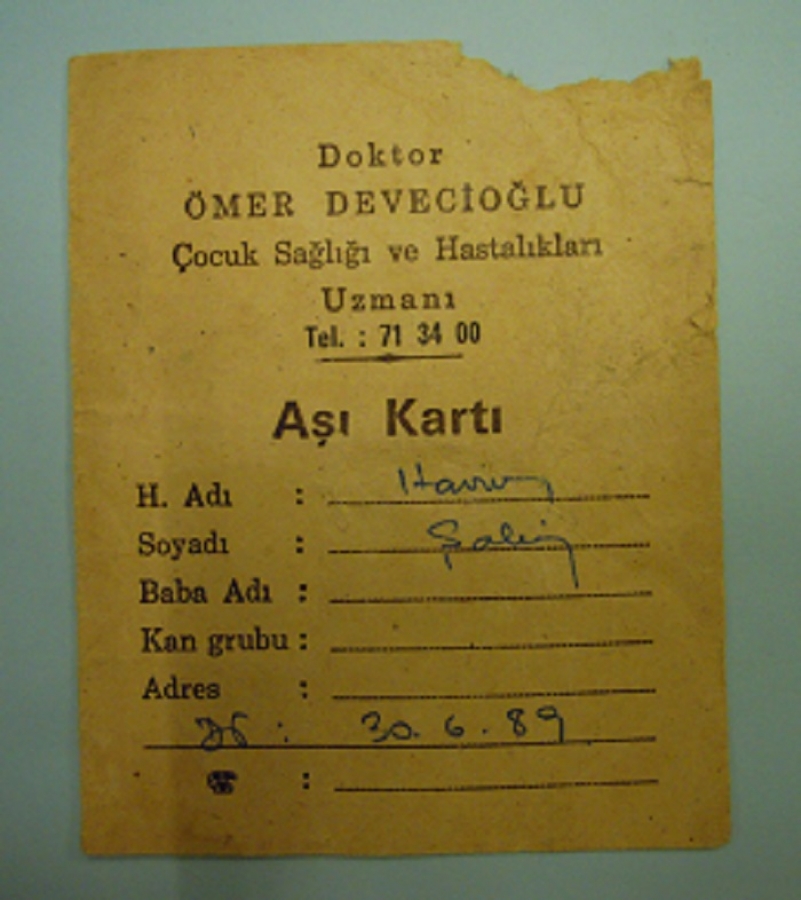 Doktor
ÖMER DEVECİOĞLU
Çocuk Sağlığı ve Hastalıkları
Uzmanı
Tel. : 71 34 00
Aşı Kartı
H. Adı :
Soyadı :
Baba Adı :
Kan grubu :
Adres :
: 30. 6. 89
☎ :